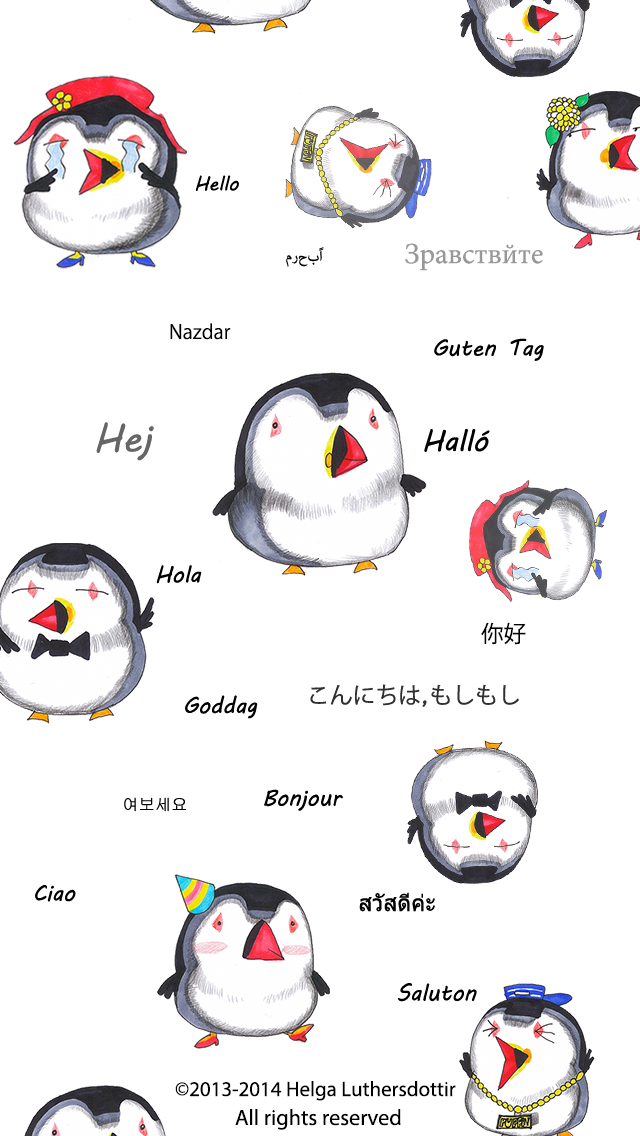 Hello
آبحرم
Зравствйте
Nazdar
Guten Tag
Hej
Halló
Hola
你好
Goddag
こんにちは,もしもし
여보세요
Bonjour
Ciao
สวัสดีค่ะ
Saluton
©2013-2014 Helga Luthersdottir
All rights reserved